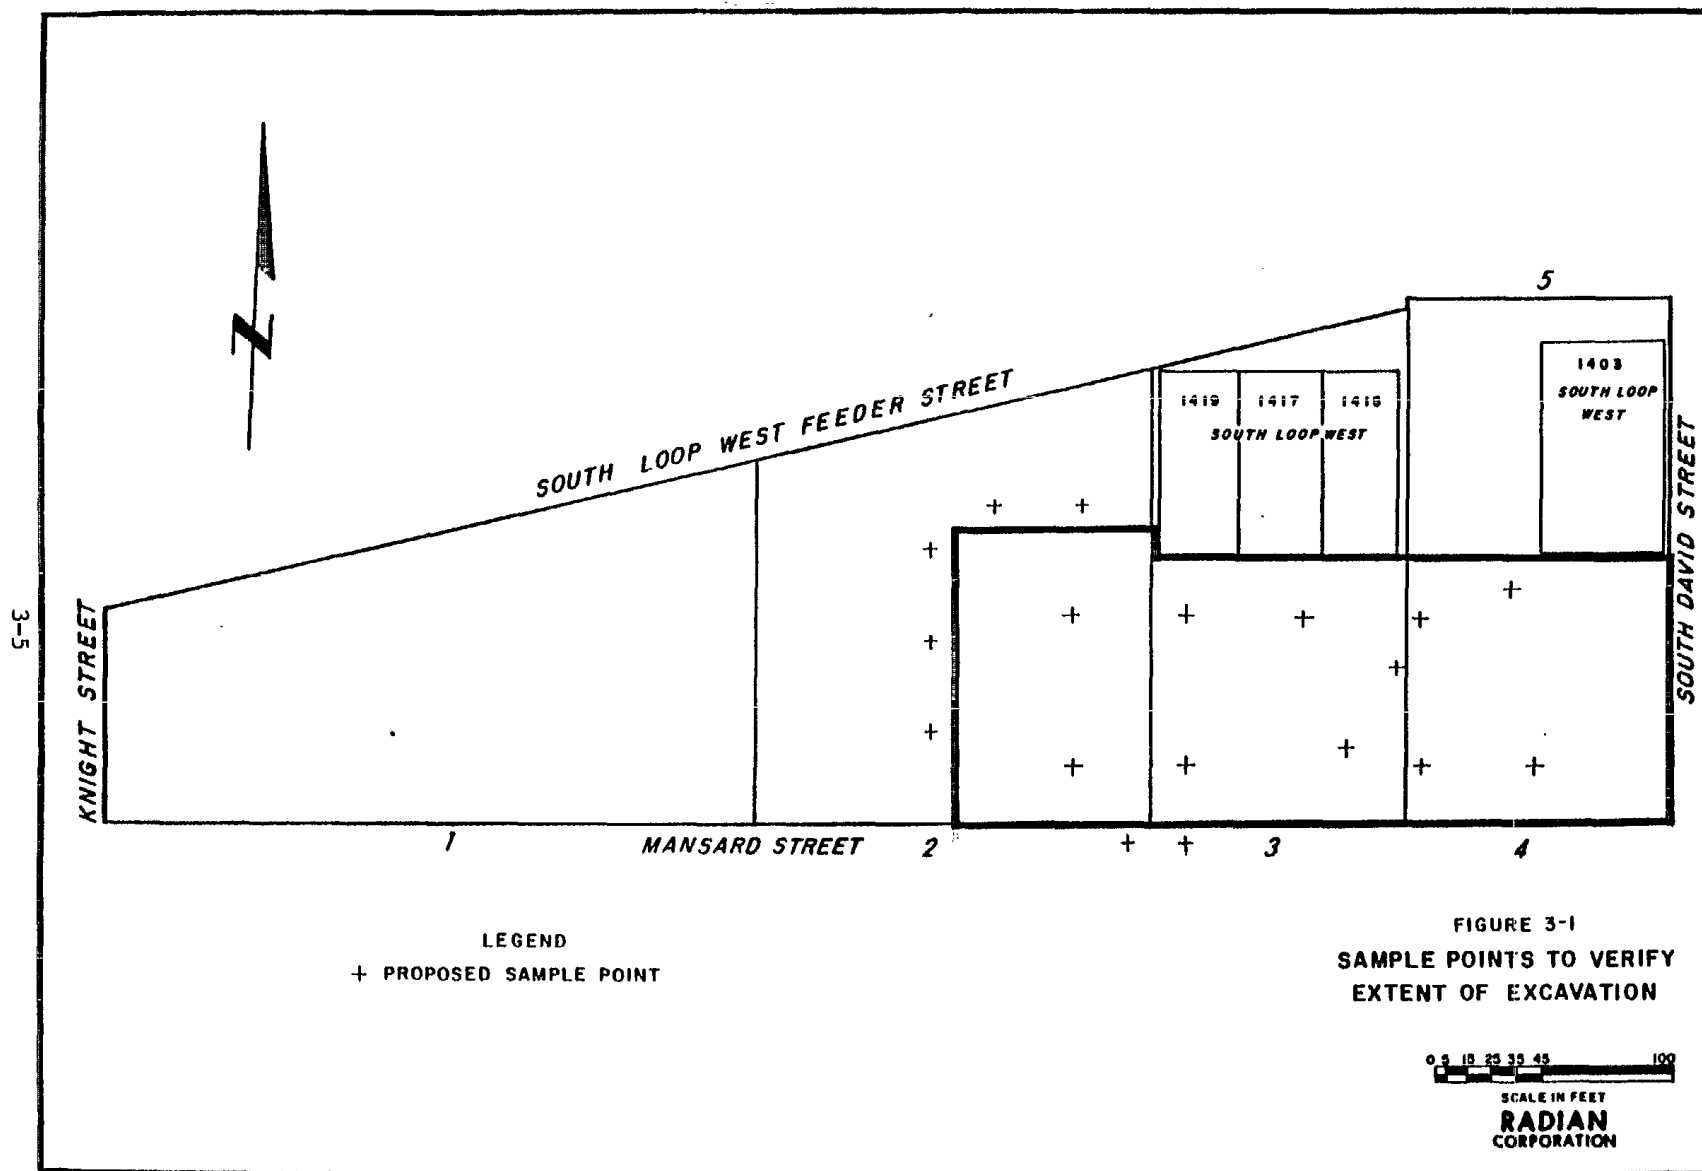 5
1403
SOUTH LOOP
WEST
1419 1417 1415
SOUTH LOOP WEST
SOUTH LOOP WEST FEEDER STREET
SOUTH DAVID STREET
KNIGHT STREET
3-5
N
1 MANSARD STREET 2 3 4
LEGEND
+ PROPOSED SAMPLE POINT
FIGURE 3-1
SAMPLE POINTS TO VERIFY
EXTENT OF EXCAVATION
0 5 15 25 35 45 100
SCALE IN FEET
RADIAN
CORPORATION